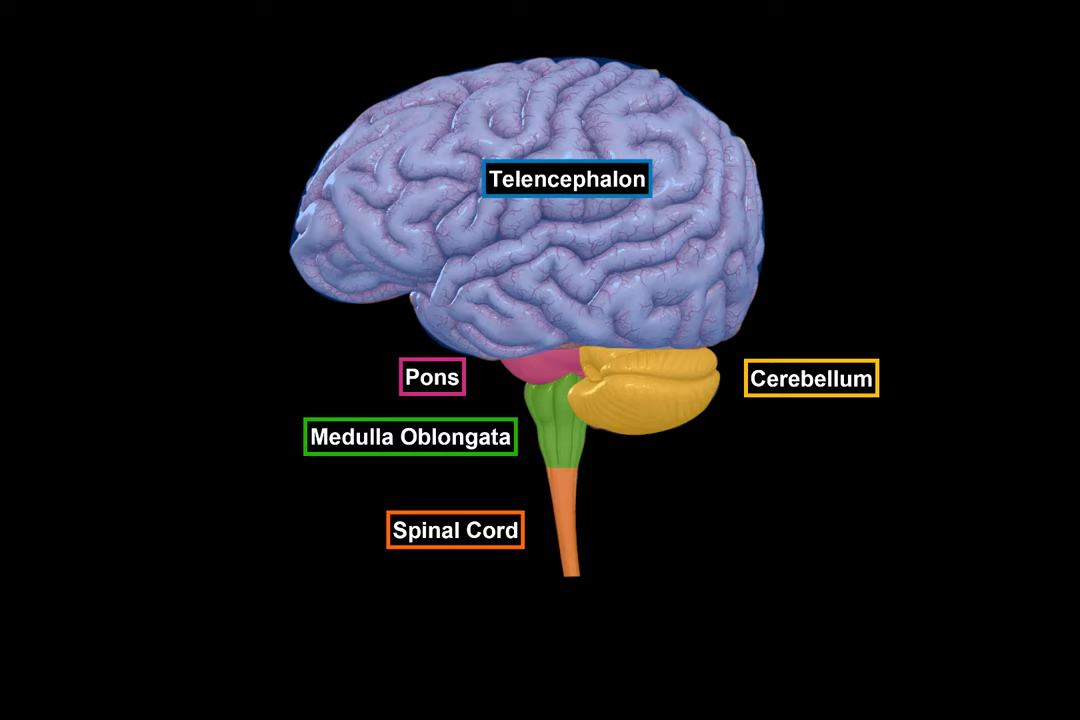 Telencephalon
Pons
Cerebellum
Medulla Oblongata
Spinal Cord